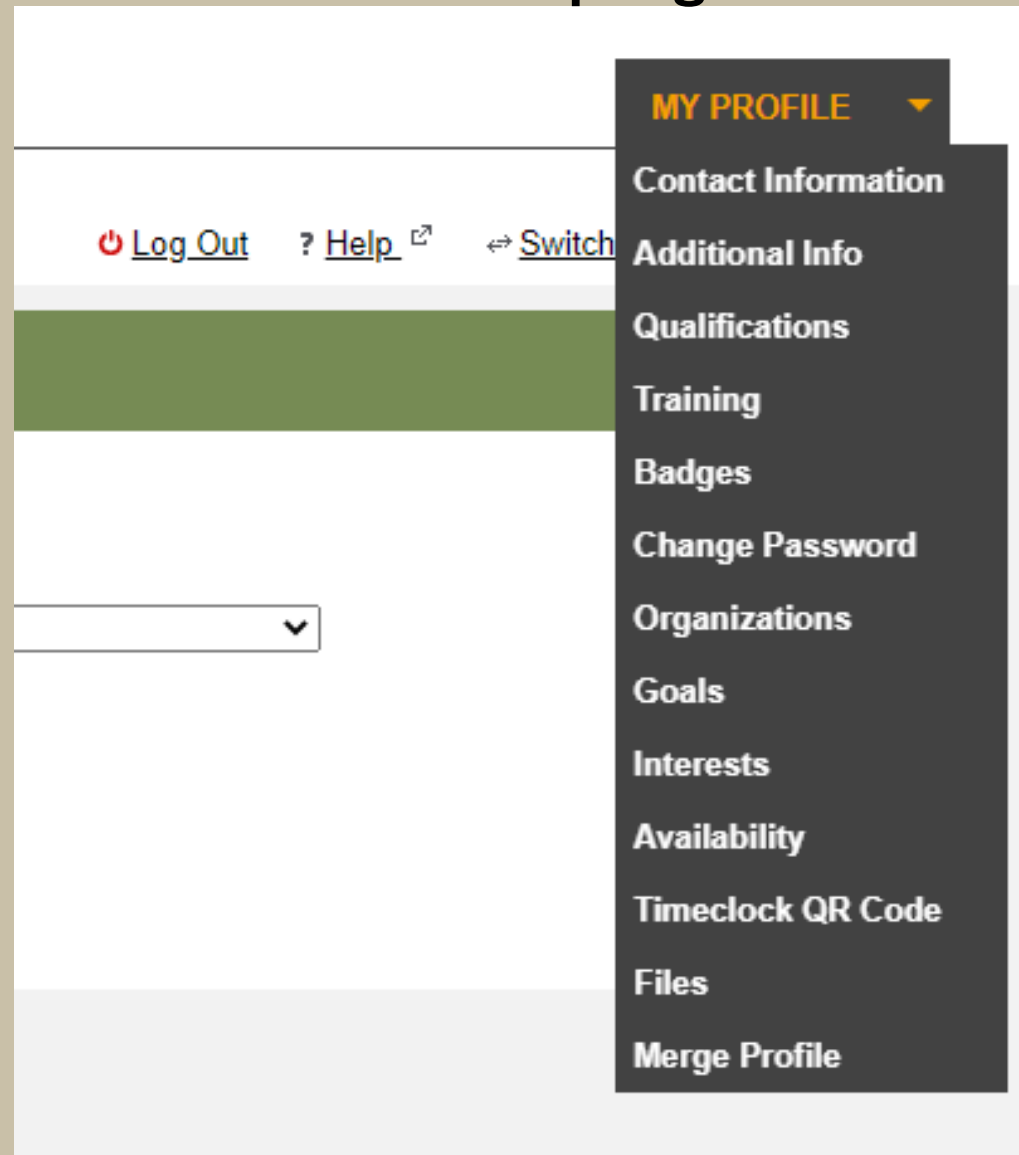 MY PROFILE
Contact Information
Log Out ? Help Switch
Additional Info
Qualifications
Training
Badges
Change Password
Organizations
Goals
Interests
Availability
Timeclock QR Code
Files
Merge Profile